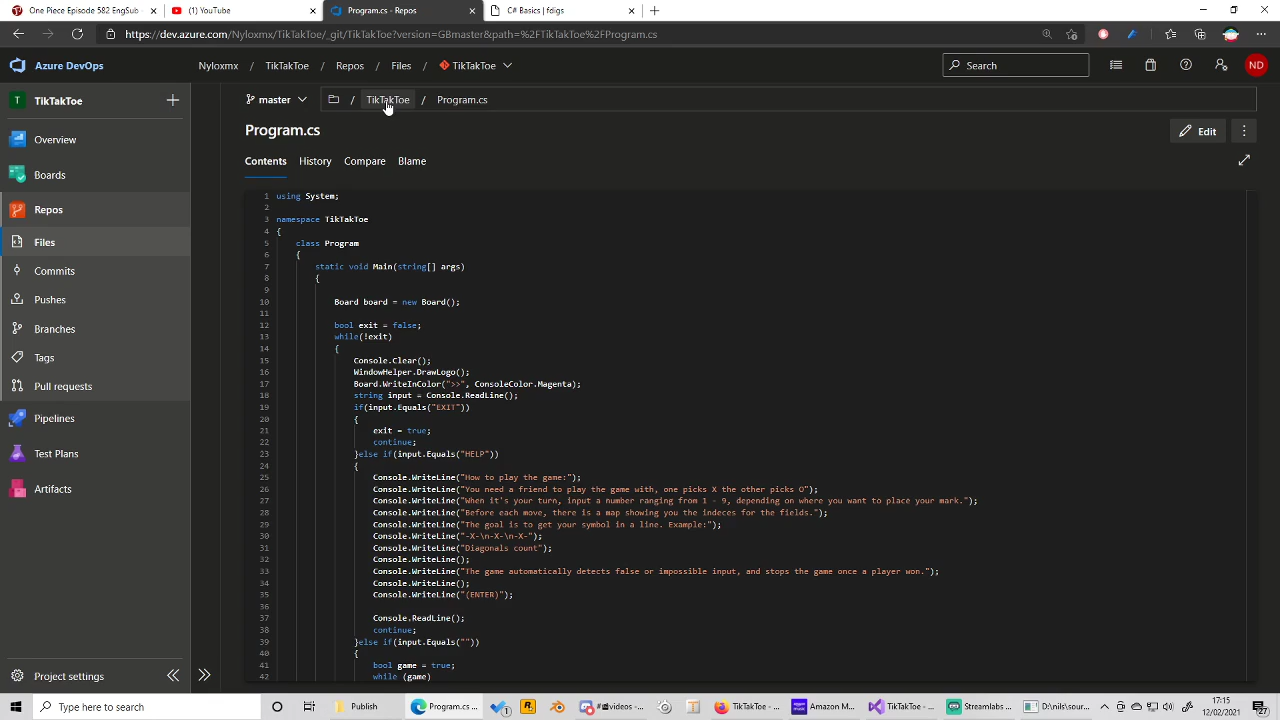 One Piece Episode 582 EngSub
(1) YouTube
Program.cs - Repos
C# Basics | fdigs
https://dev.azure.com/Nyloxmx/TikTakToe/_git/TikTakToe?version=GBmaster&path=%2FTikTakToe%2FProgram.cs
Azure DevOps
Nyloxmx / TikTakToe / Repos / Files / TikTakToe
Search
ND
T TikTakToe
master
/ TikTakToe / Program.cs
Overview
Boards
Repos
Files
Commits
Pushes
Branches
Tags
Pull requests
Pipelines
Test Plans
Artifacts
Project settings
Program.cs
Edit
Contents History Compare Blame
1 using System;
2
3 namespace TikTakToe
4 {
5 class Program
6 {
7 static void Main(string[] args)
8 {
9
10 Board board = new Board();
11
12 bool exit = false;
13 while(!exit)
14 {
15 Console.Clear();
16 WindowHelper.DrawLogo();
17 Board.WriteInColor(">>", ConsoleColor.Magenta);
18 string input = Console.ReadLine();
19 if(input.Equals("EXIT"))
20 {
21 exit = true;
22 continue;
23 }else if(input.Equals("HELP"))
24 {
25 Console.WriteLine("How to play the game:");
26 Console.WriteLine("You need a friend to play the game with, one picks X the other picks O");
27 Console.WriteLine("When it's your turn, input a number ranging from 1 - 9, depending on where you want to place your mark.");
28 Console.WriteLine("Before each move, there is a map showing you the indeces for the fields.");
29 Console.WriteLine("The goal is to get your symbol in a line. Example:");
30 Console.WriteLine("-X-\n-X-\n-X-");
31 Console.WriteLine("Diagonals count");
32 Console.WriteLine();
33 Console.WriteLine("The game automatically detects false or impossible input, and stops the game once a player won.");
34 Console.WriteLine();
35 Console.WriteLine("(ENTER)");
36
37 Console.ReadLine();
38 continue;
39 }else if(input.Equals(""))
40 {
41 bool game = true;
42 while (game)
Type here to search
Publish
Program.cs ...
1
#videos - ...
TikTakToe - ...
Amazon M...
TikTakToe - ...
Streamlabs ...
D:\nik\sour...
17:15
12/02/2021
27